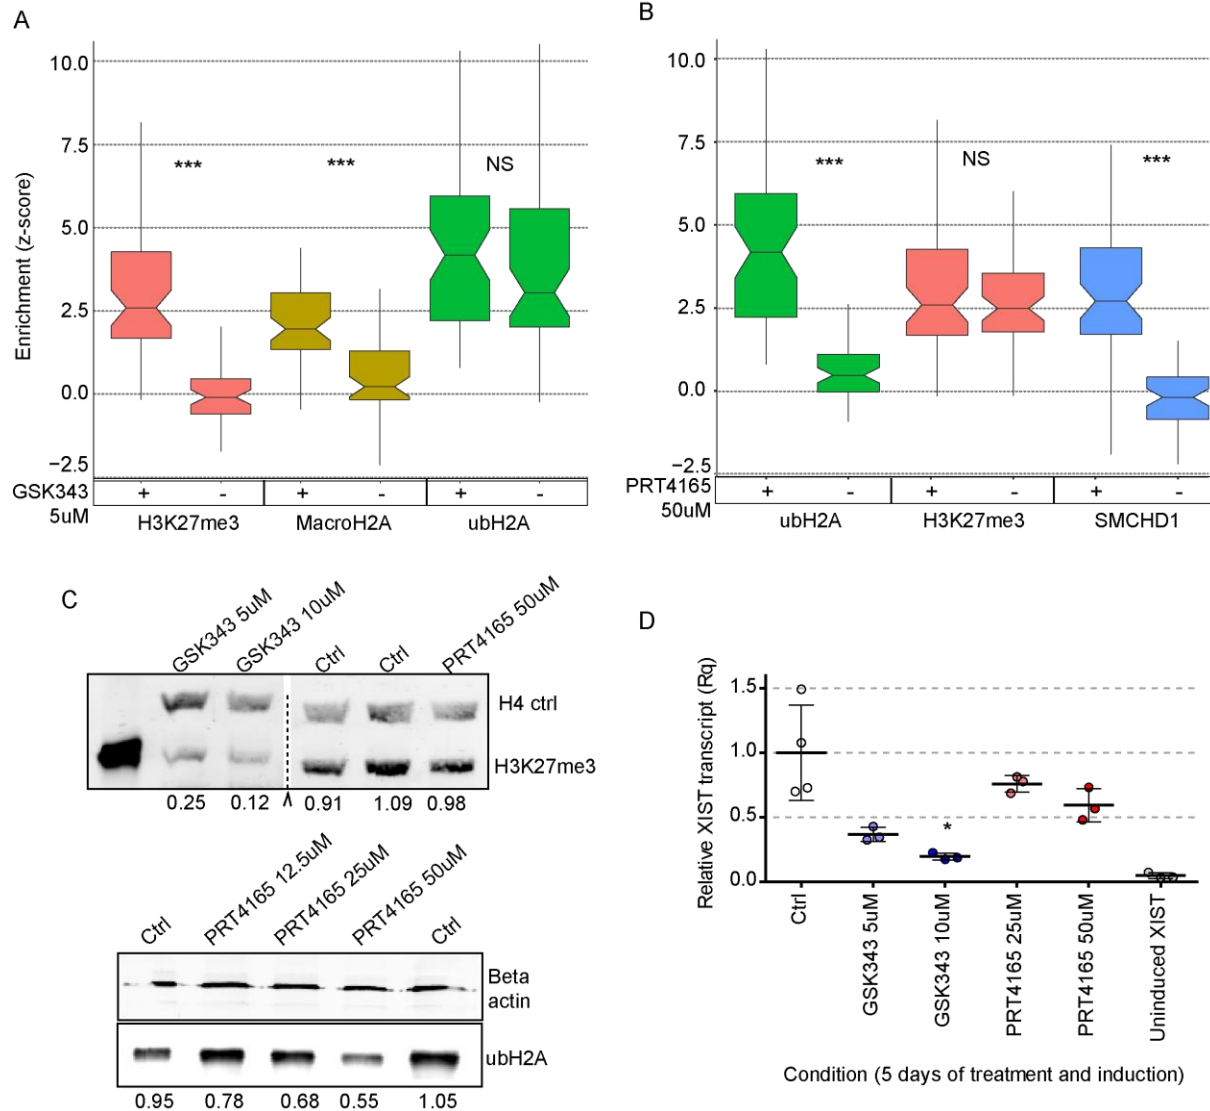 A
Enrichment (z-score)
10.0
7.5
5.0
2.5
0.0
−2.5
*** *** NS
GSK343 + - + - + -
5uM H3K27me3 MacroH2A ubH2A
B
10.0
7.5
5.0
2.5
0.0
−2.5
*** NS ***
PRT4165 + - + - + -
50uM ubH2A H3K27me3 SMCHD1
C
GSK343 5uM
GSK343 10uM
Ctrl
Ctrl
PRT4165 50uM
H4 ctrl
H3K27me3
0.25 0.12 0.91 1.09 0.98
Ctrl
PRT4165 12.5uM
PRT4165 25uM
PRT4165 50uM
Ctrl
Beta
actin
ubH2A
0.95 0.78 0.68 0.55 1.05
D
Relative XIST transcript (Rq)
1.5
1.0
0.5
0.0
*
Ctrl
GSK343 5uM
GSK343 10uM
PRT4165 25uM
PRT4165 50uM
Uninduced XIST
Condition (5 days of treatment and induction)